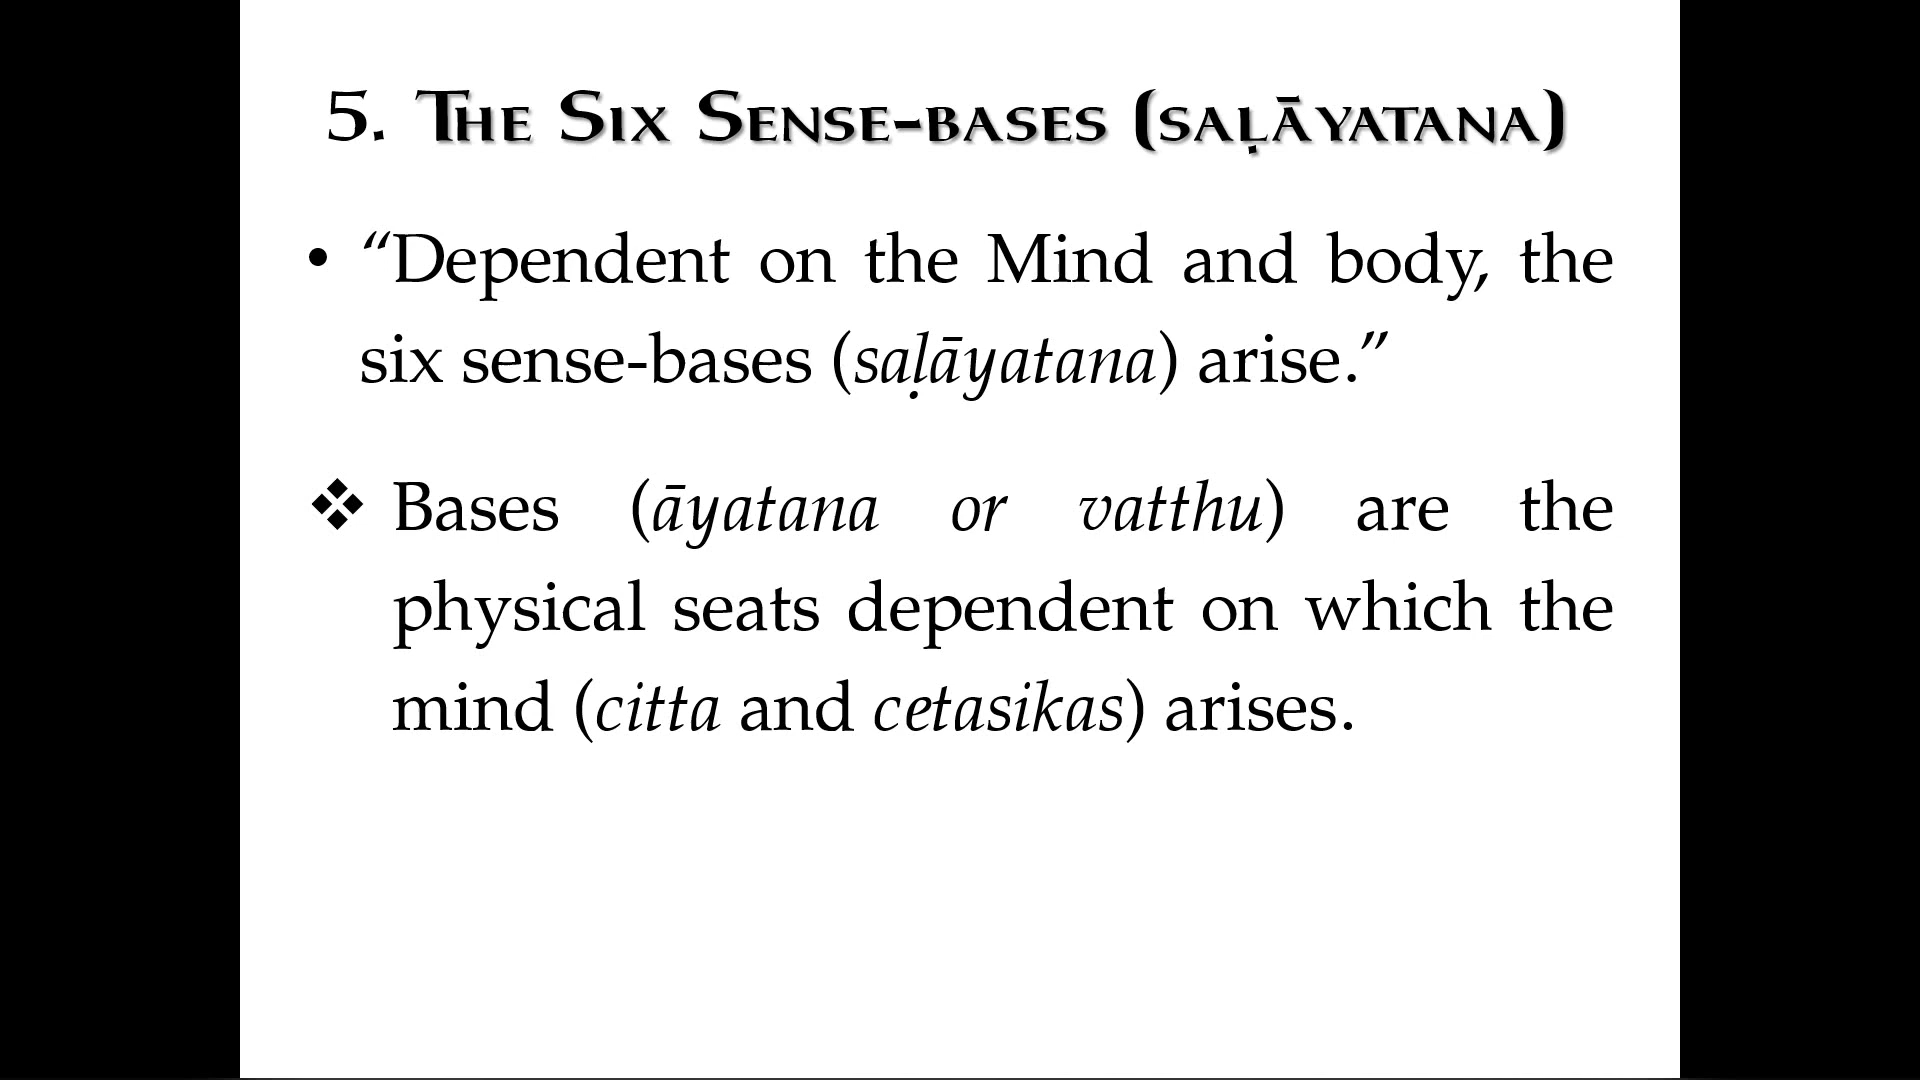 5. The Six Sense-bases (saḷāyatana)
• “Dependent on the Mind and body, the
six sense-bases (saḷāyatana) arise.”
❖ Bases (āyatana or vatthu) are the
physical seats dependent on which the
mind (citta and cetasikas) arises.